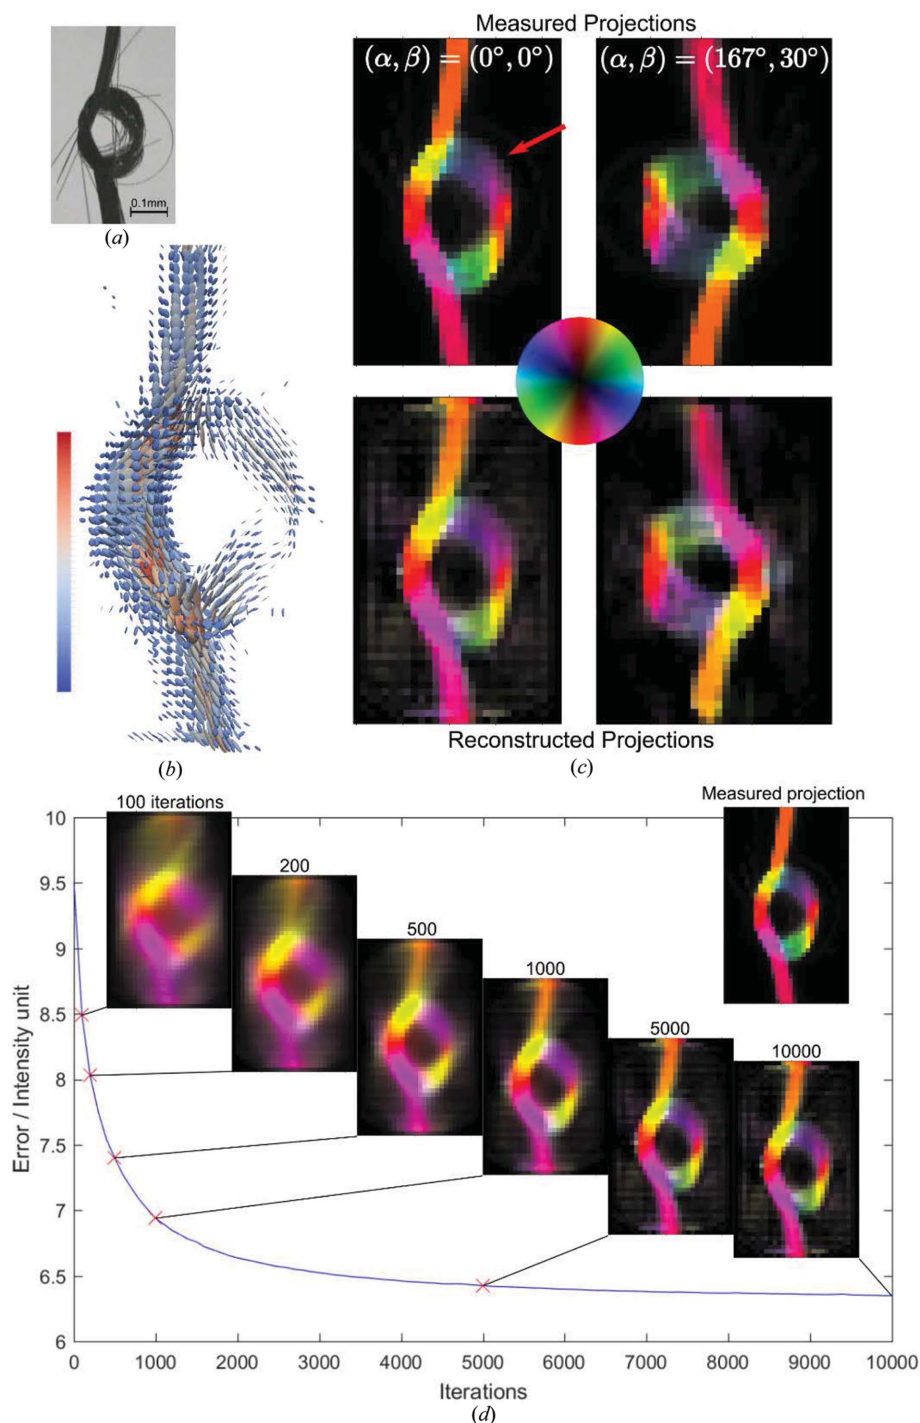 Measured Projections
(α, β) = (0°, 0°)
(α, β) = (167°, 30°)
0.1mm
(a)
Reconstructed Projections
(b)
(c)
Measured projection
100 iterations
200
500
1000
5000
10000
10
9.5
9
8.5
8
7.5
7
6.5
6
Error / Intensity unit
0
1000
2000
3000
4000
5000
6000
7000
8000
9000
10000
Iterations
(d)